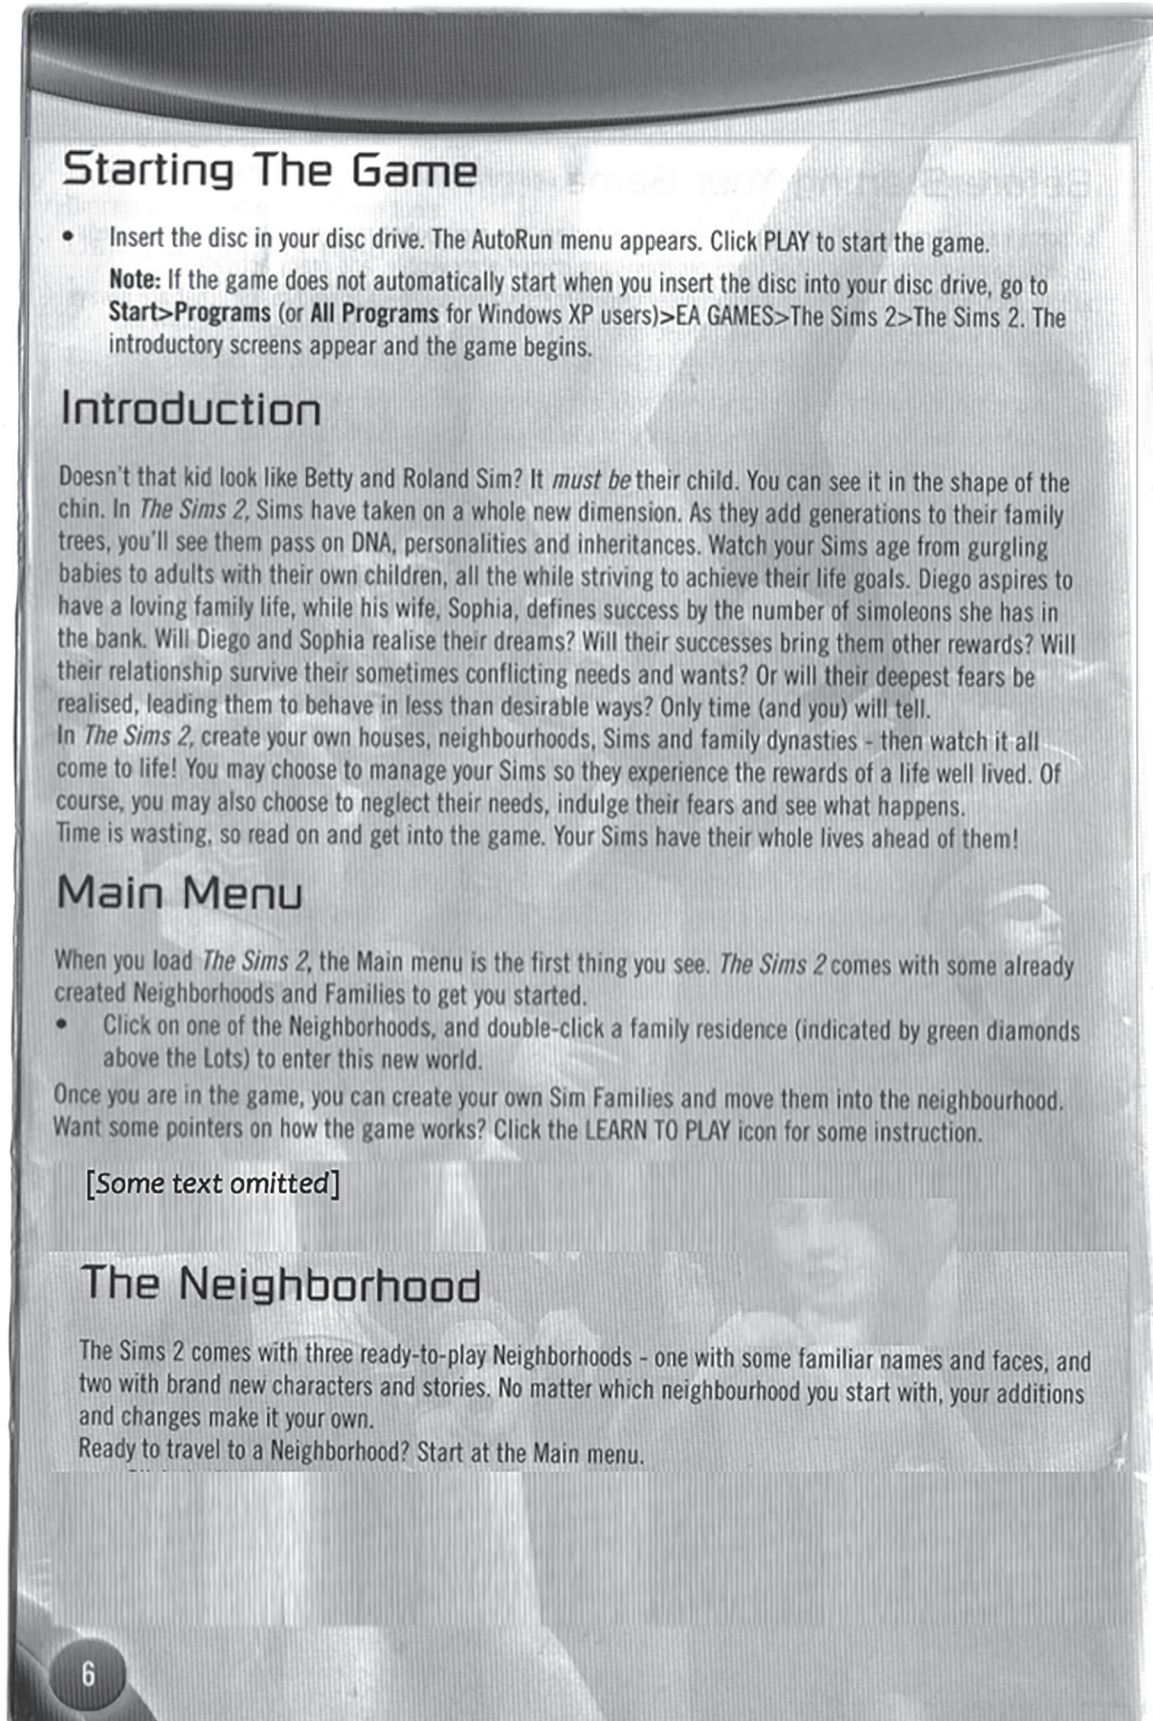 Starting The Game
• Insert the disc in your disc drive. The AutoRun menu appears. Click PLAY to start the game.
Note: If the game does not automatically start when you insert the disc into your disc drive, go to
Start>Programs (or All Programs for Windows XP users)>EA GAMES>The Sims 2>The Sims 2. The
introductory screens appear and the game begins.
Introduction
Doesn't that kid look like Betty and Roland Sim? It must be their child. You can see it in the shape of the
chin. In The Sims 2, Sims have taken on a whole new dimension. As they add generations to their family
trees, you'll see them pass on DNA, personalities and inheritances. Watch your Sims age from gurgling
babies to adults with their own children, all the while striving to achieve their life goals. Diego aspires to
have a loving family life, while his wife, Sophia, defines success by the number of simoleons she has in
the bank. Will Diego and Sophia realise their dreams? Will their successes bring them other rewards? Will
their relationship survive their sometimes conflicting needs and wants? Or will their deepest fears be
realised, leading them to behave in less than desirable ways? Only time (and you) will tell.
In The Sims 2, create your own houses, neighbourhoods, Sims and family dynasties - then watch it all
come to life! You may choose to manage your Sims so they experience the rewards of a life well lived. Of
course, you may also choose to neglect their needs, indulge their fears and see what happens.
Time is wasting, so read on and get into the game. Your Sims have their whole lives ahead of them!
Main Menu
When you load The Sims 2, the Main menu is the first thing you see. The Sims 2 comes with some already
created Neighborhoods and Families to get you started.
• Click on one of the Neighborhoods, and double-click a family residence (indicated by green diamonds
above the Lots) to enter this new world.
Once you are in the game, you can create your own Sim Families and move them into the neighbourhood.
Want some pointers on how the game works? Click the LEARN TO PLAY icon for some instruction.
[Some text omitted]
The Neighborhood
The Sims 2 comes with three ready-to-play Neighborhoods - one with some familiar names and faces, and
two with brand new characters and stories. No matter which neighbourhood you start with, your additions
and changes make it your own.
Ready to travel to a Neighborhood? Start at the Main menu.
6